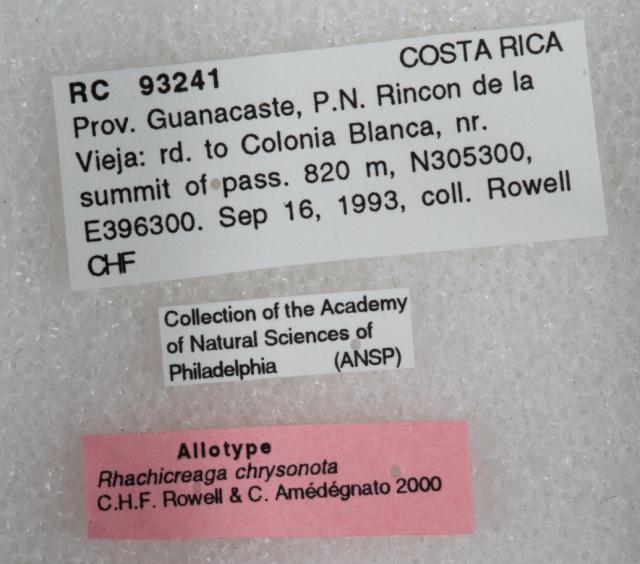 RC 93241 COSTA RICA
Prov. Guanacaste, P.N. Rincon de la
Vieja: rd. to Colonia Blanca, nr.
summit of pass. 820 m, N305300,
E396300. Sep 16, 1993, coll. Rowell
CHF
Collection of the Academy
of Natural Sciences of
Philadelphia (ANSP)
Allotype
Rhachicreaga chrysonota
C.H.F. Rowell & C. Amédégnato 2000